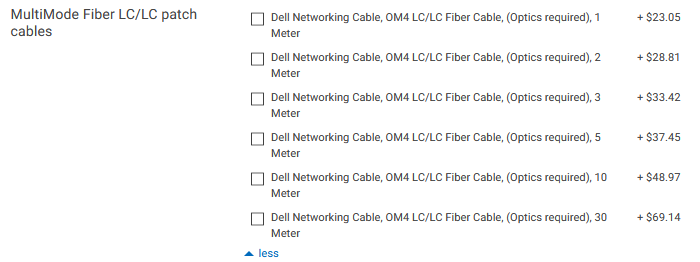 MultiMode Fiber LC/LC patch
cables
Dell Networking Cable, OM4 LC/LC Fiber Cable, (Optics required), 1 + $23.05
Meter
Dell Networking Cable, OM4 LC/LC Fiber Cable, (Optics required), 2 + $28.81
Meter
Dell Networking Cable, OM4 LC/LC Fiber Cable, (Optics required), 3 + $33.42
Meter
Dell Networking Cable, OM4 LC/LC Fiber Cable, (Optics required), 5 + $37.45
Meter
Dell Networking Cable, OM4 LC/LC Fiber Cable, (Optics required), 10 + $48.97
Meter
Dell Networking Cable, OM4 LC/LC Fiber Cable, (Optics required), 30 + $69.14
Meter
less